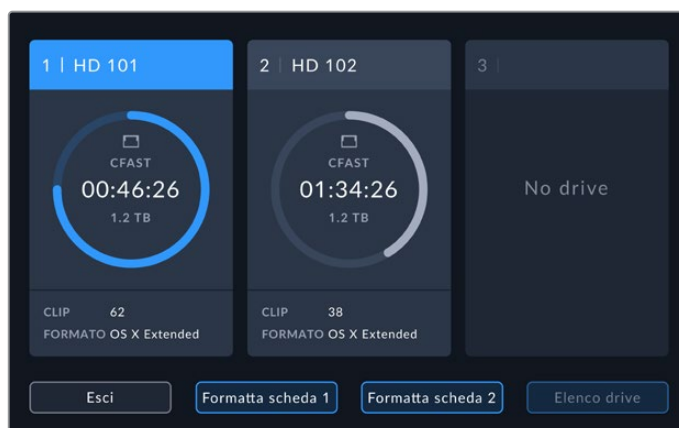 1 | HD 101
CFAST
00:46:26
1.2 TB
CLIP 62
FORMATO OS X Extended
2 | HD 102
CFAST
01:34:26
1.2 TB
CLIP 38
FORMATO OS X Extended
3 |
No drive
Esci
Formatta scheda 1
Formatta scheda 2
Elenco drive